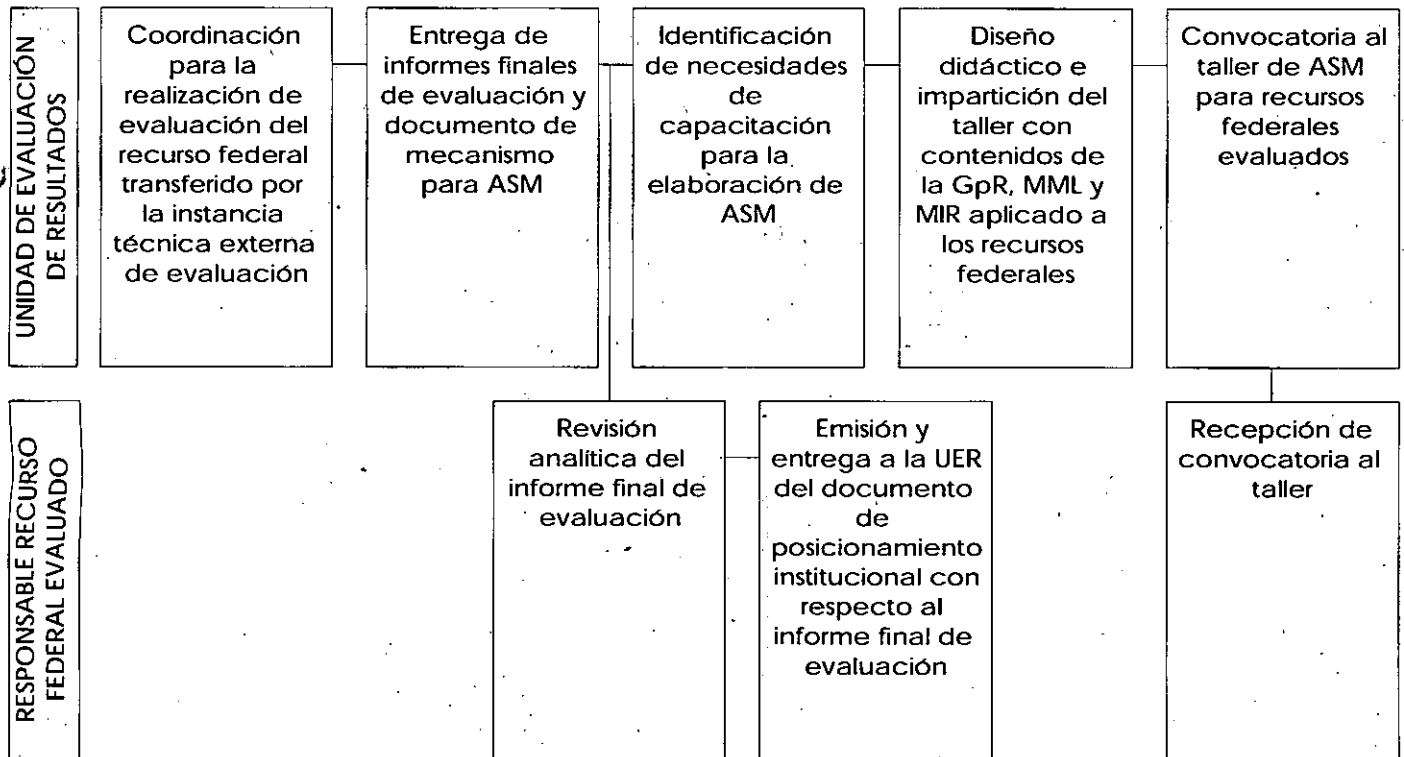 UNIDAD DE EVALUACIÓN
DE RESULTADOS
Coordinación
para la
realización de
evaluación del
recurso federal
transferido por
la instancia
técnica externa
de evaluación
Entrega de
informes finales
de evaluación y
documento de
mecanismo
para ASM
Identificación
de necesidades
de
capacitación
para la
elaboración de
ASM
Diseño
didáctico e
impartición del
taller con
contenidos de
la GpR, MML y
MIR aplicado a
los recursos
federales
Convocatoria al
taller de ASM
para recursos
federales
evaluados
RESPONSABLE RECURSO
FEDERAL EVALUADO
Revisión
analítica del
informe final de
evaluación
Emisión y
entrega a la UER
del documento
de
posicionamiento
institucional con
respecto al
informe final de
evaluación
Recepción de
convocatoria al
taller